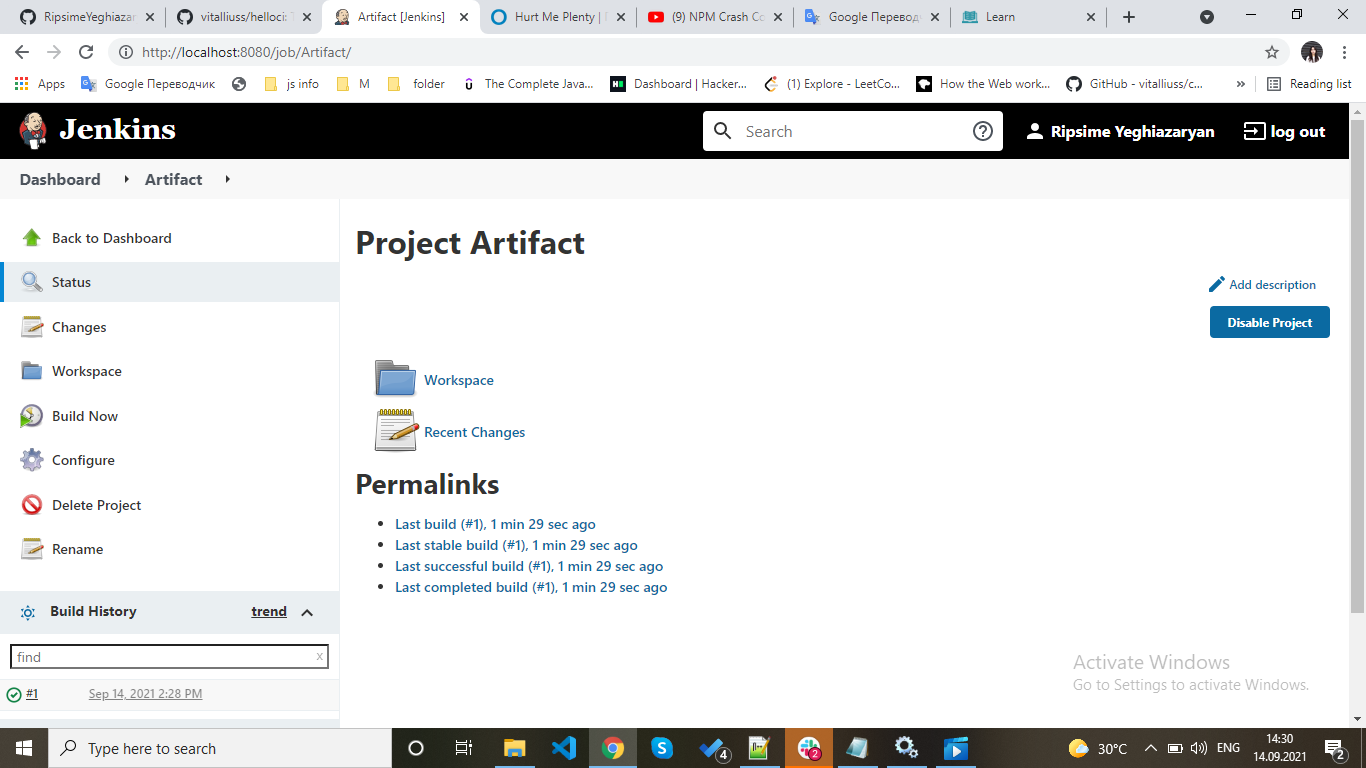 RipsimeYeghiazar
vitalliuss/helloci: T
Artifact [Jenkins]
Hurt Me Plenty |
(9) NPM Crash Co
Google Перевод
Learn
http://localhost:8080/job/Artifact/
Apps
Google Переводчик
js info
M
folder
The Complete Java...
Dashboard | Hacker...
(1) Explore - LeetCo...
How the Web work...
GitHub - vitalliuss/c...
»
Reading list
Jenkins
Search
Ripsime Yeghiazaryan
log out
Dashboard
Artifact
Back to Dashboard
Status
Changes
Workspace
Build Now
Configure
Delete Project
Rename
Build History
trend
find
x
#1
Sep 14, 2021 2:28 PM
Project Artifact
Add description
Disable Project
Workspace
Recent Changes
Permalinks
Last build (#1), 1 min 29 sec ago
Last stable build (#1), 1 min 29 sec ago
Last successful build (#1), 1 min 29 sec ago
Last completed build (#1), 1 min 29 sec ago
Activate Windows
Go to Settings to activate Windows.
Type here to search
4
2
30°C
ENG
14:30
14.09.2021
2